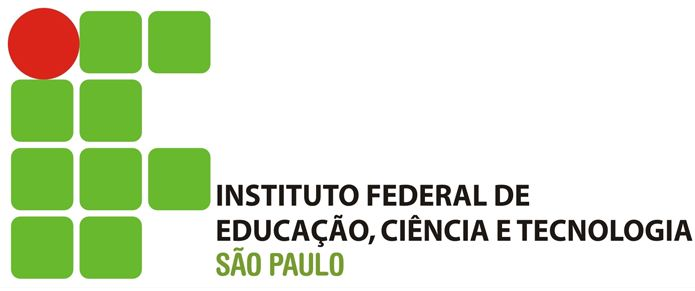 INSTITUTO FEDERAL DE
EDUCAÇÃO, CIÊNCIA E TECNOLOGIA
SÃO PAULO